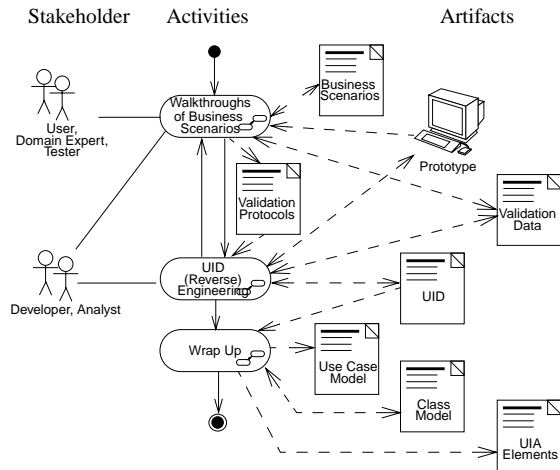 Stakeholder
Activities
Artifacts
Walkthroughs
of Business
Scenarios
Business
Scenarios
User,
Domain Expert,
Tester
Prototype
Validation
Protocols
Validation
Data
UID
(Reverse)
Engineering
Developer, Analyst
UID
Wrap Up
Use Case
Model
Class
Model
UIA
Elements